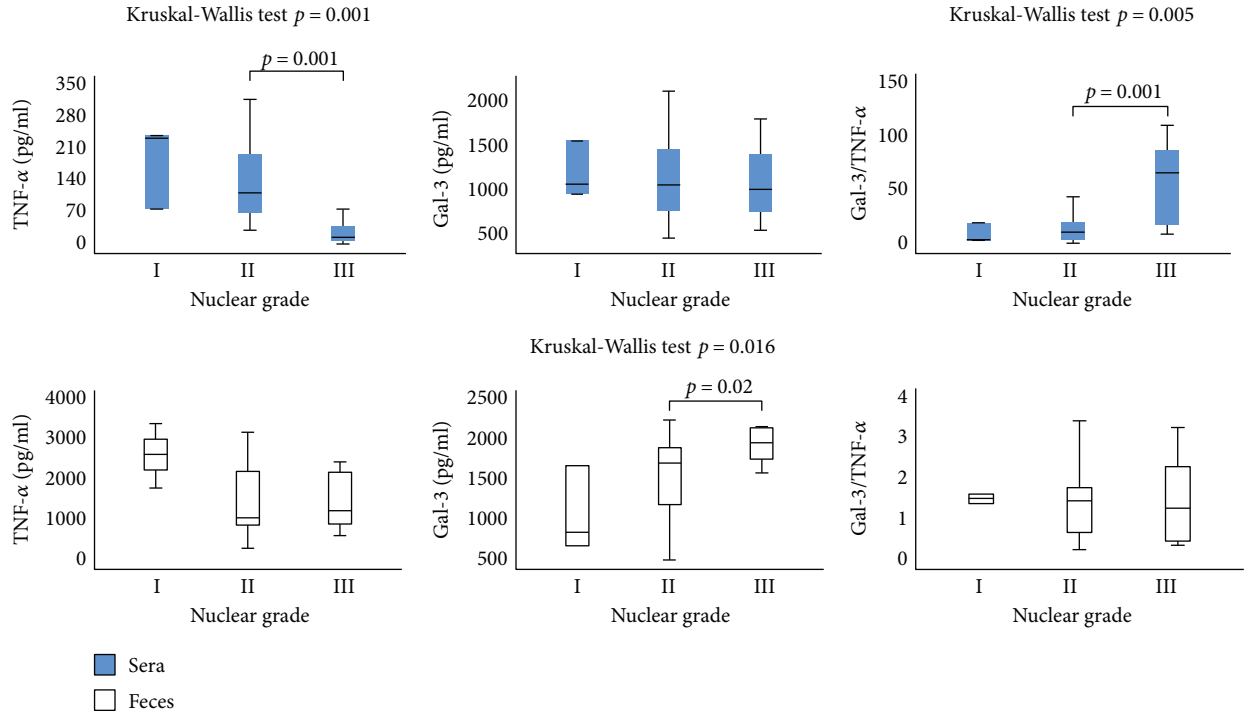 Kruskal-Wallis test p = 0.001
p = 0.001
TNF-α (pg/ml)
350
280
210
140
70
0
I II III
Nuclear grade
Gal-3 (pg/ml)
2000
1500
1000
500
I II III
Nuclear grade
Kruskal-Wallis test p = 0.005
p = 0.001
Gal-3/TNF-α
150
100
50
0
I II III
Nuclear grade
TNF-α (pg/ml)
4000
3000
2000
1000
0
I II III
Nuclear grade
Kruskal-Wallis test p = 0.016
p = 0.02
Gal-3 (pg/ml)
2500
2000
1500
1000
500
I II III
Nuclear grade
Gal-3/TNF-α
4
3
2
1
0
I II III
Nuclear grade
Sera
Feces